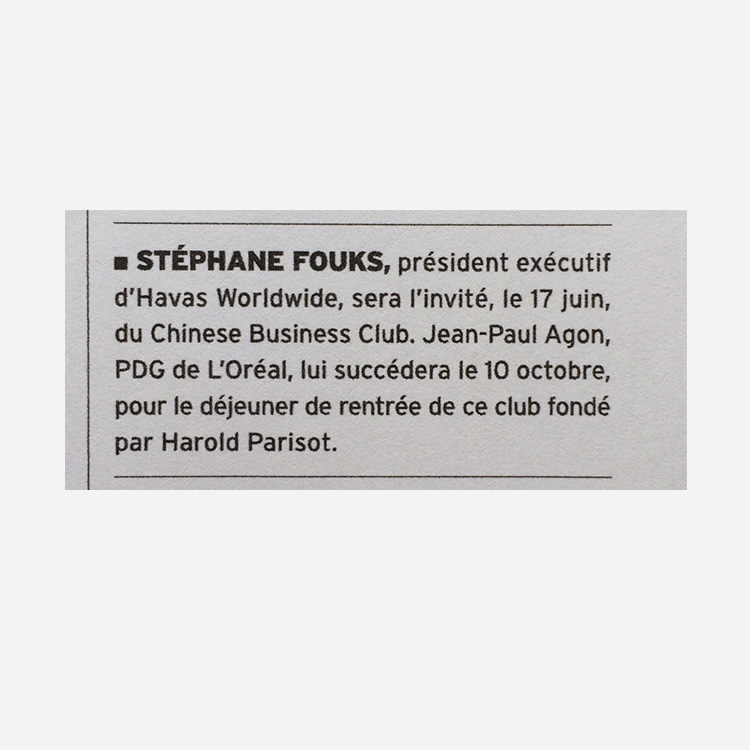 ■ STÉPHANE FOUKS, président exécutif
d'Havas Worldwide, sera l'invité, le 17 juin,
du Chinese Business Club. Jean-Paul Agon,
PDG de L'Oréal, lui succédera le 10 octobre,
pour le déjeuner de rentrée de ce club fondé
par Harold Parisot.